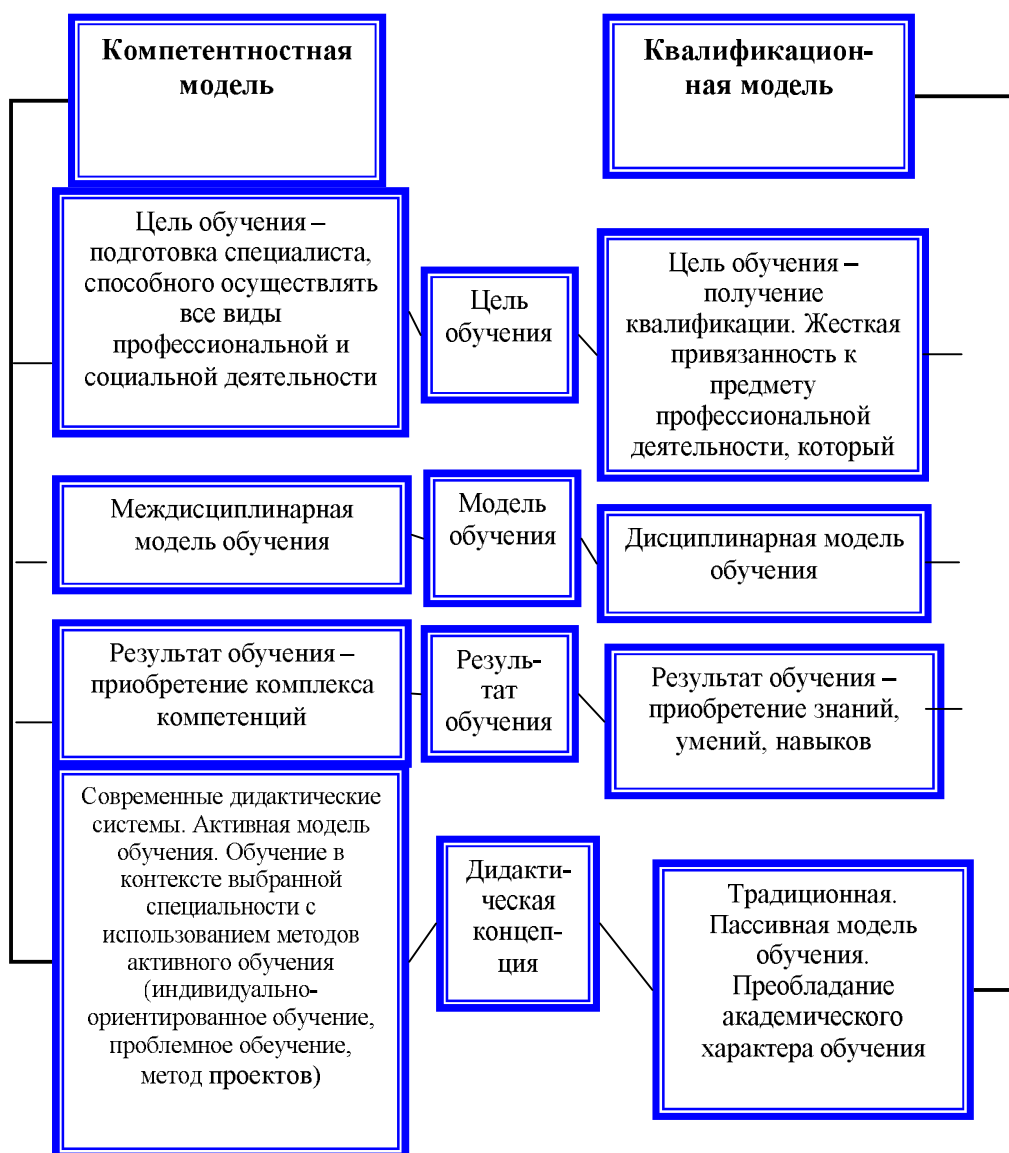 Компетентностная
модель
Квалификацион-
ная модель
Цель обучения –
подготовка специалиста,
способного осуществлять
все виды
профессиональной и
социальной деятельности
Цель
обучения
Цель обучения –
получение
квалификации. Жесткая
привязанность к
предмету
профессиональной
деятельности, который
Междисциплинарная
модель обучения
Модель
обучения
Дисциплинарная модель
обучения
Результат обучения –
приобретение комплекса
компетенций
Резуль-
тат
обучения
Результат обучения –
приобретение знаний,
умений, навыков
Современные дидактические
системы. Активная модель
обучения. Обучение в
контексте выбранной
специальности с
использованием методов
активного обучения
(индивидуально-
ориентированное обучение,
проблемное обеучение,
метод проектов)
Дидакти-
ческая
концеп-
ция
Традиционная.
Пассивная модель
обучения.
Преобладание
академического
характера обучения